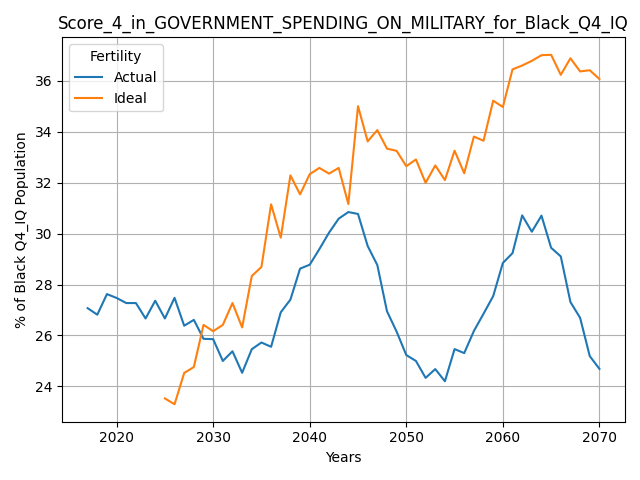 Score_4_in_GOVERNMENT_SPENDING_ON_MILITARY_for_Black_Q4_IQ
Fertility
Actual
Ideal
% of Black Q4_IQ Population
36
34
32
30
28
26
24
2020
2030
2040
2050
2060
2070
Years